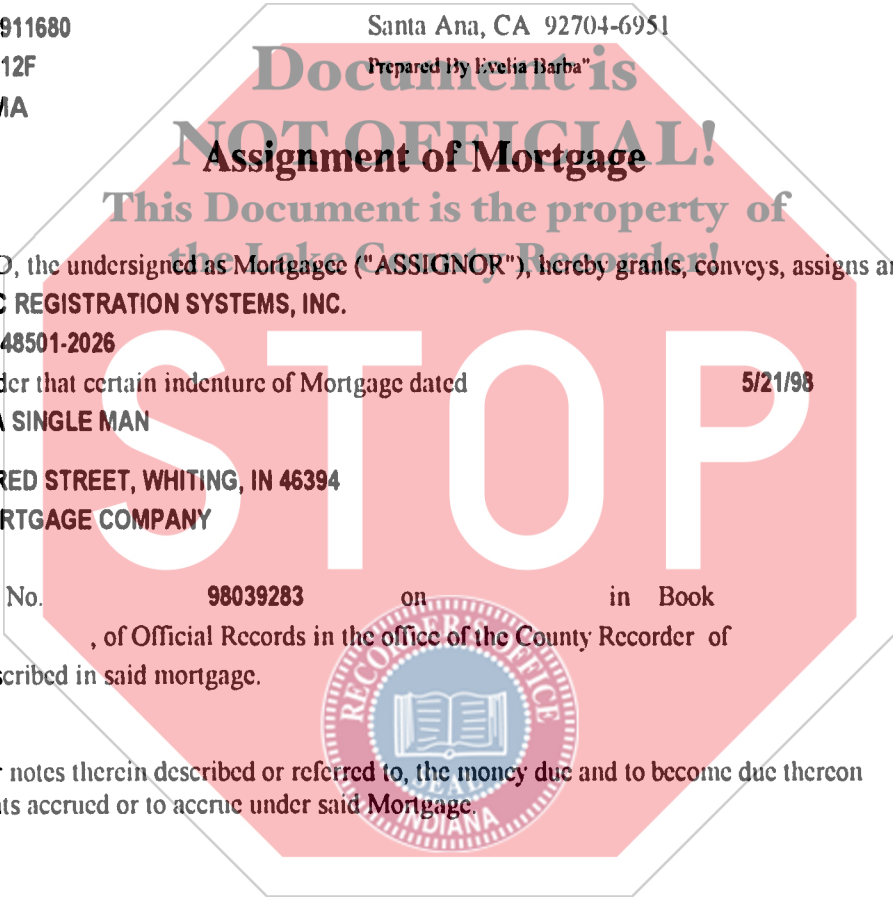 911680
Santa Ana, CA 92704-6951
12F
Prepared By Evelia Barba"
MA
Document is
NOT OFFICIAL!
Assignment of Mortgage
This Document is the property of
the Lake County Recorder!
, the undersigned as Mortgagee ("ASSIGNOR"), hereby grants, conveys, assigns
C REGISTRATION SYSTEMS, INC.
48501-2026
der that certain indenture of Mortgage dated 5/21/98
A SINGLE MAN
RED STREET, WHITING, IN 46394
RTGAGE COMPANY
STOP
No. 98039283 on in Book
, of Official Records in the office of the County Recorder of
scribed in said mortgage.
r notes therein described or referred to, the money due and to become due thereon
ts accrued or to accrue under said Mortgage.
RECORDER'S OFFICE
SEAL
INDIANA